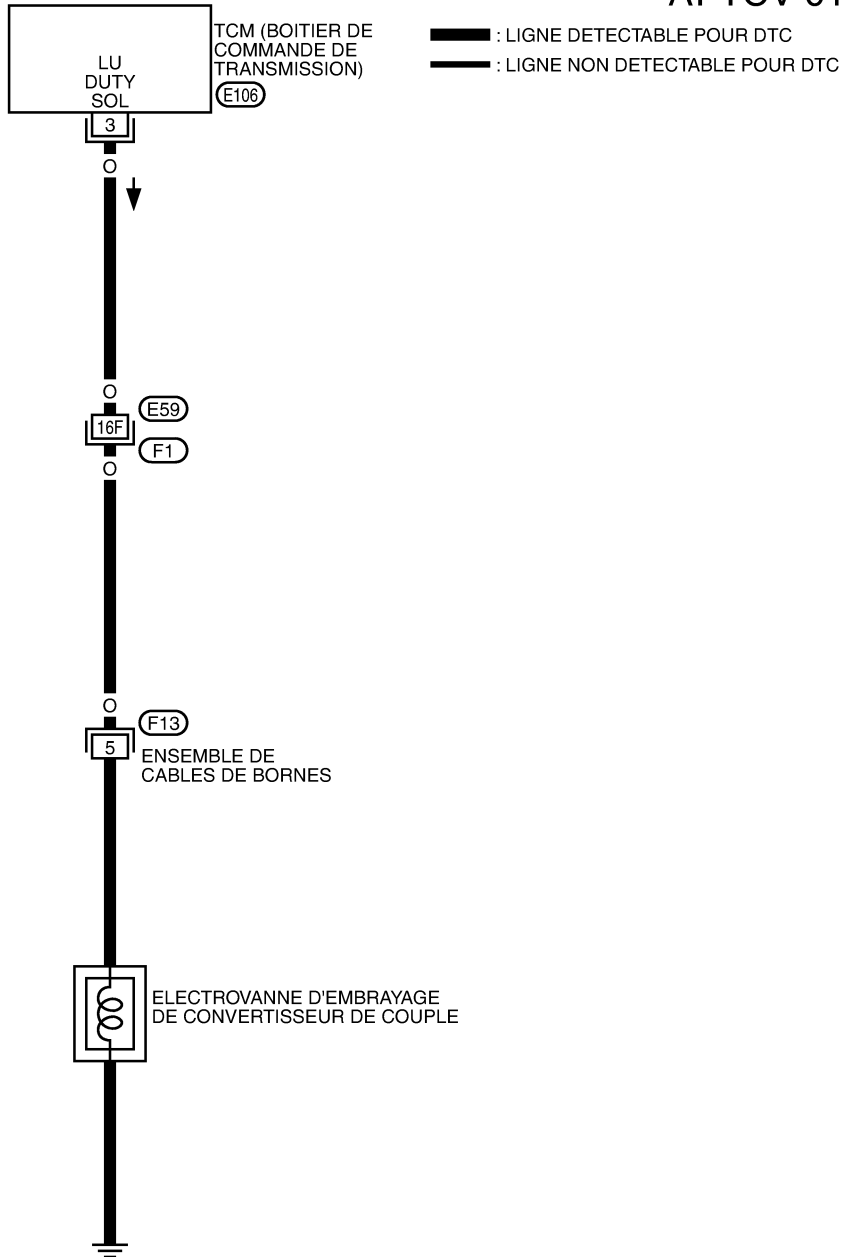 TCM (BOITIER DE
COMMANDE DE
TRANSMISSION)
E106
LU
DUTY
SOL
3
: LIGNE DETECTABLE POUR DTC
: LIGNE NON DETECTABLE POUR DTC
O
O
E59
16F
F1
O
O
F13
5
ENSEMBLE DE
CABLES DE BORNES
ELECTROVANNE D'EMBRAYAGE
DE CONVERTISSEUR DE COUPLE